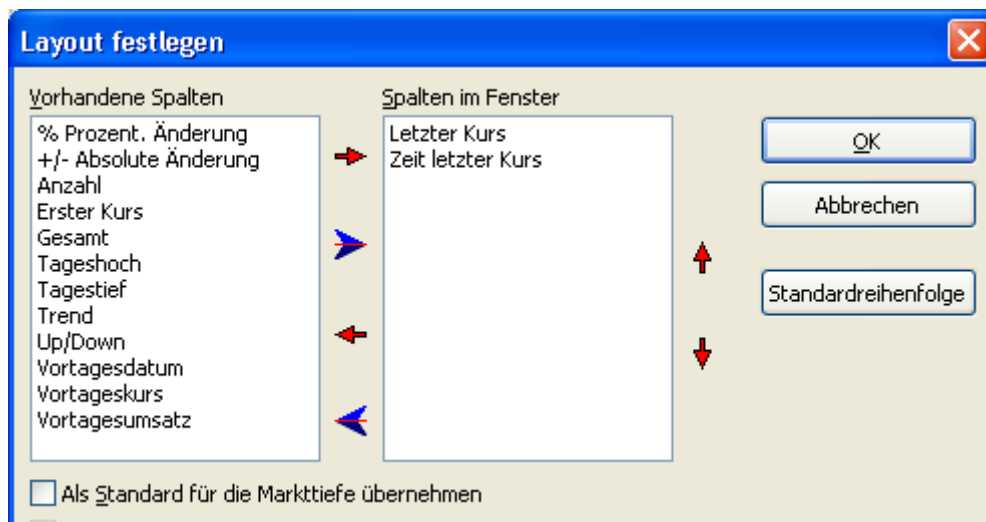 Layout festlegen
Vorhandene Spalten
% Prozent. Änderung
+/- Absolute Änderung
Anzahl
Erster Kurs
Gesamt
Tageshoch
Tagestief
Trend
Up/Down
Vortagesdatum
Vortageskurs
Vortagesumsatz
Spalten im Fenster
Letzter Kurs
Zeit letzter Kurs
OK
Abbrechen
Standardreihenfolge
Als Standard für die Markttiefe übernehmen